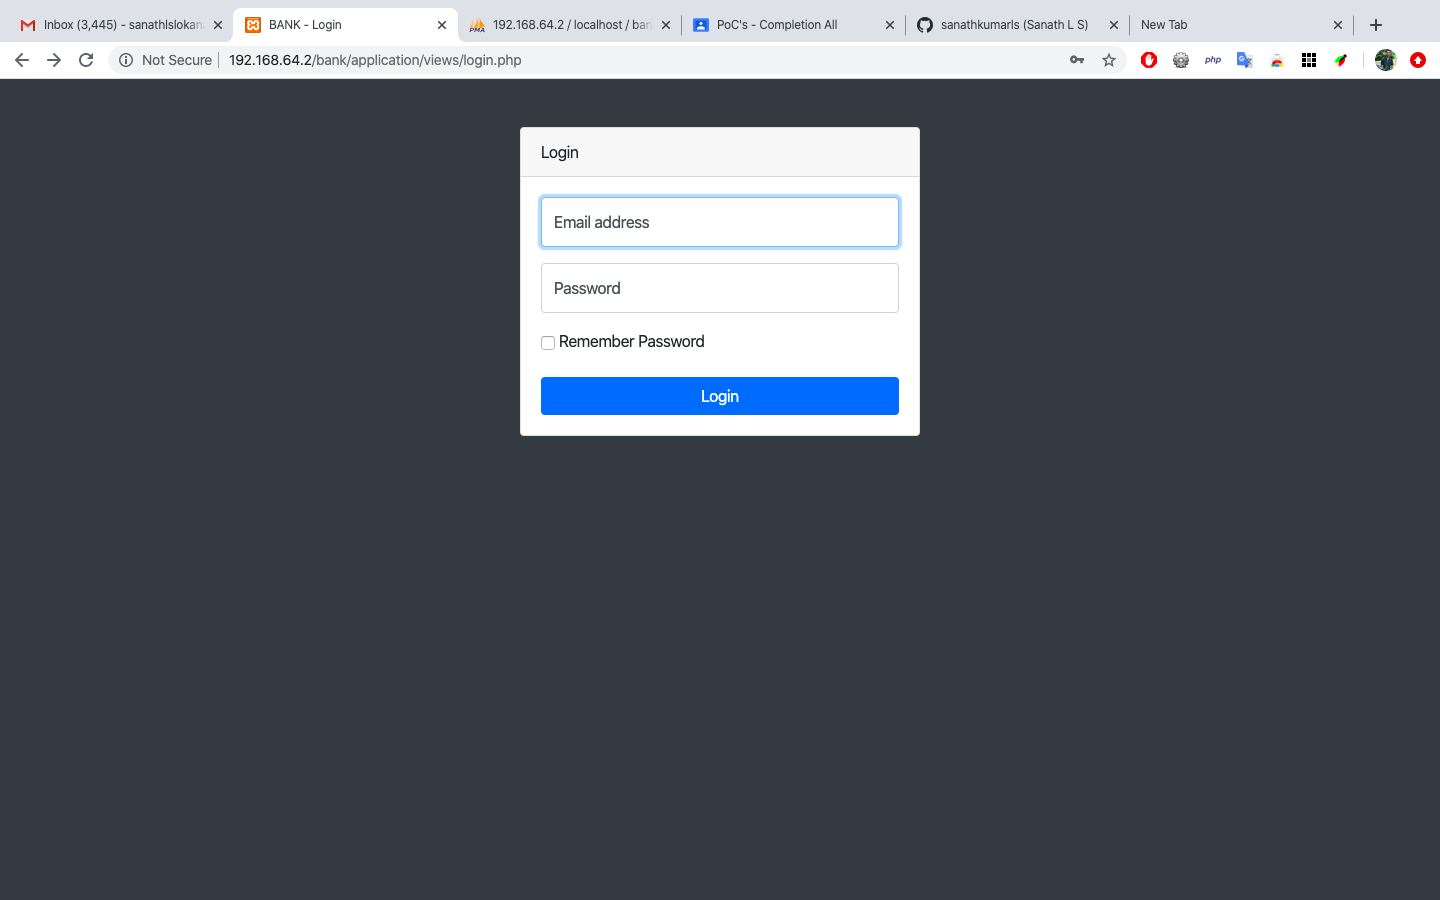 Inbox (3,445) - sanathlslokan
BANK - Login
192.168.64.2 / localhost / ban
PoC's - Completion All
sanathkumarls (Sanath L S)
New Tab
Not Secure
192.168.64.2/bank/application/views/login.php
php
Login
Email address
Password
Remember Password
Login